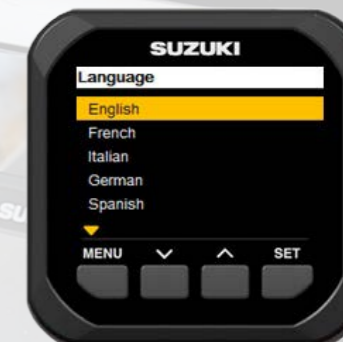 SUZUKI
Language
English
French
Italian
German
Spanish
MENU SET